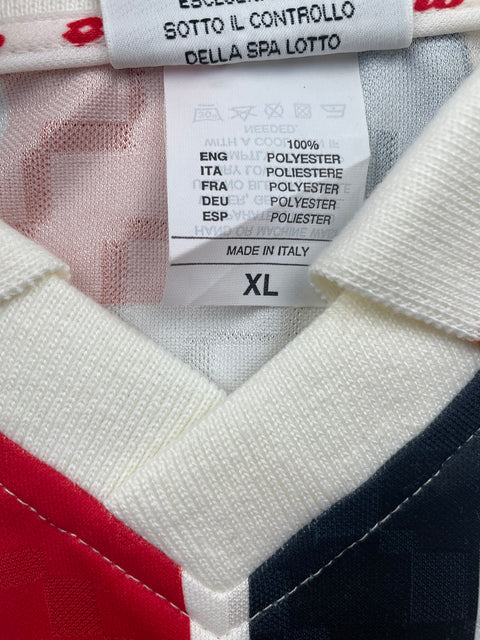 SOTTO IL CONTROLLO
DELLA SPA LOTTO
100%
ENG POLYESTER
ITA POLIESTERE
FRA POLYESTER
DEU POLYESTER
ESP POLIESTER
MADE IN ITALY
XL